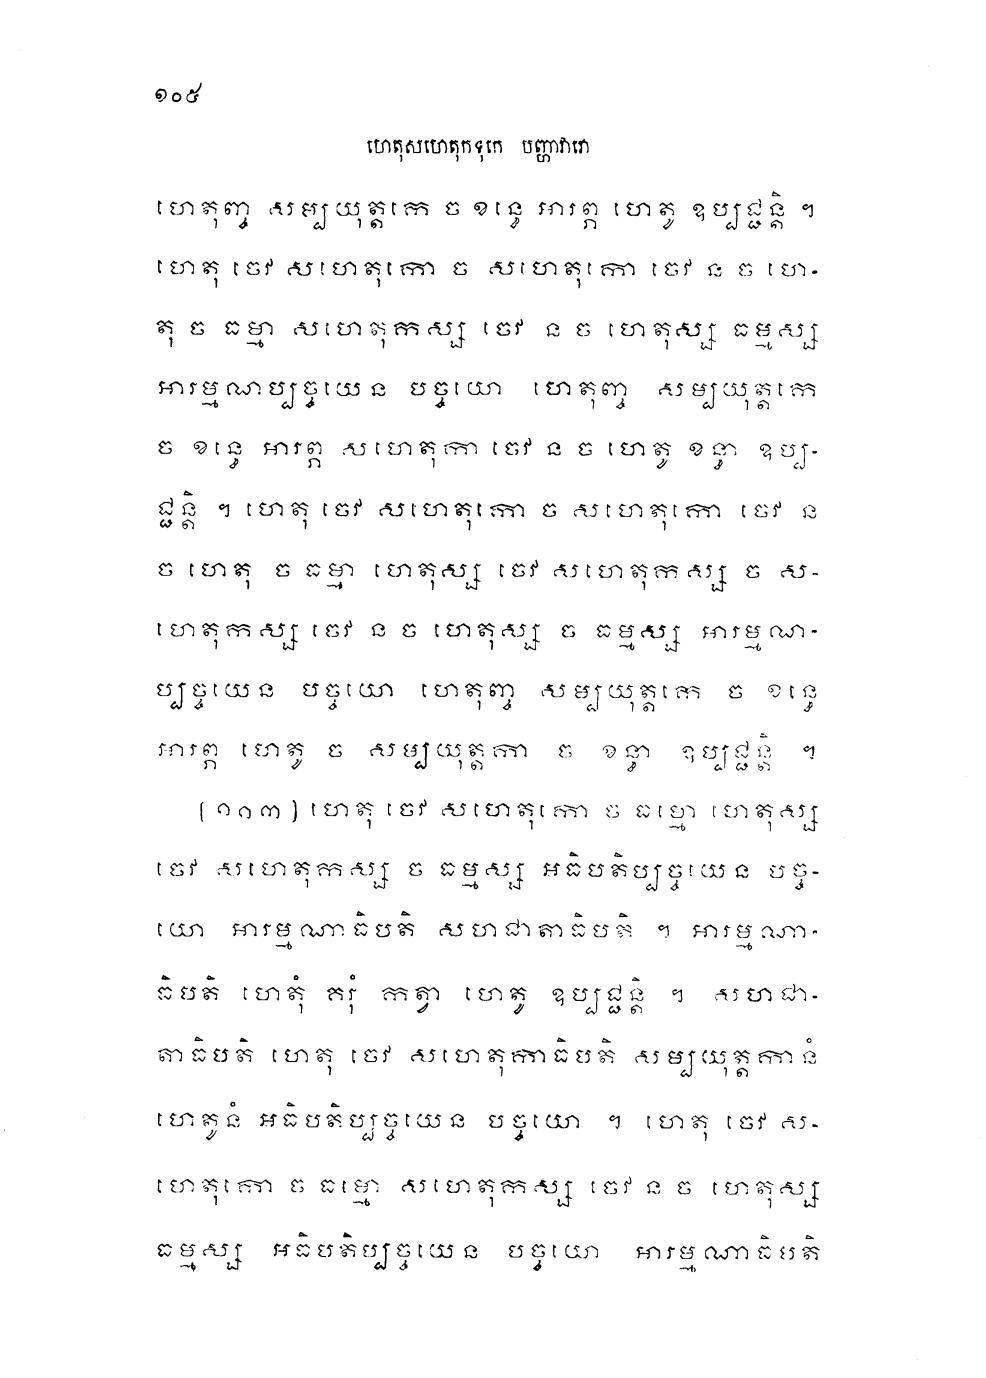 ១០៥
ហេតុសហេតុកទុកេ បញ្ហាវារោ
ហេតុញ្ច សម្បយុត្តកេ ច ខន្ធេ អារព្ភ ហេតូ ឧប្បជ្ជន្តិ ។
ហេតុ ចេវ សហេតុកោ ច សហេតុកោ ចេវ ន ច ហេ-
តុ ច ធម្មា សហេតុកស្ស ចេវ ន ច ហេតុស្ស ធម្មស្ស
អារម្មណប្បច្ចយេន បច្ចយោ ហេតុញ្ច សម្បយុត្តកេ
ច ខន្ធេ អារព្ភ សហេតុកា ចេវ ន ច ហេតូ ខន្ធា ឧប្ប-
ជ្ជន្តិ ។ ហេតុ ចេវ សហេតុកោ ច សហេតុកោ ចេវ ន
ច ហេតុ ច ធម្មា ហេតុស្ស ចេវ សហេតុកស្ស ច ស-
ហេតុកស្ស ចេវ ន ច ហេតុស្ស ច ធម្មស្ស អារម្មណ-
ប្បច្ចយេន បច្ចយោ ហេតុញ្ច សម្បយុត្តកេ ច ខន្ធេ
អារព្ភ ហេតូ ច សម្បយុត្តកា ច ខន្ធា ឧប្បជ្ជន្តិ ។
(១១៣) ហេតុ ចេវ សហេតុកោ ច ធម្មោ ហេតុស្ស
ចេវ សហេតុកស្ស ច ធម្មស្ស អធិបតិប្បច្ចយេន បច្ច-
យោ អារម្មណាធិបតិ សហជាតាធិបតិ ។ អារម្មណា-
ធិបតិ ហេតុំ គរុំ កត្វា ហេតូ ឧប្បជ្ជន្តិ ។ សហជា-
តាធិបតិ ហេតុ ចេវ សហេតុកាធិបតិ សម្បយុត្តកានំ
ហេតូនំ អធិបតិប្បច្ចយេន បច្ចយោ ។ ហេតុ ចេវ ស-
ហេតុកោ ច ធម្មោ សហេតុកស្ស ចេវ ន ច ហេតុស្ស
ធម្មស្ស អធិបតិប្បច្ចយេន បច្ចយោ អារម្មណាធិបតិ